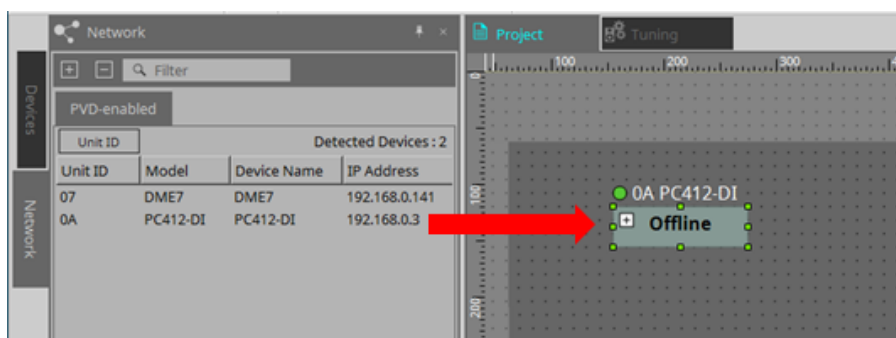 Network
Project
Tuning
Filter
Devices
Network
PVD-enabled
Unit ID
Detected Devices : 2
Unit ID Model Device Name IP Address
07 DME7 DME7 192.168.0.141
0A PC412-DI PC412-DI 192.168.0.3
100 200 300
100
200
0A PC412-DI
Offline